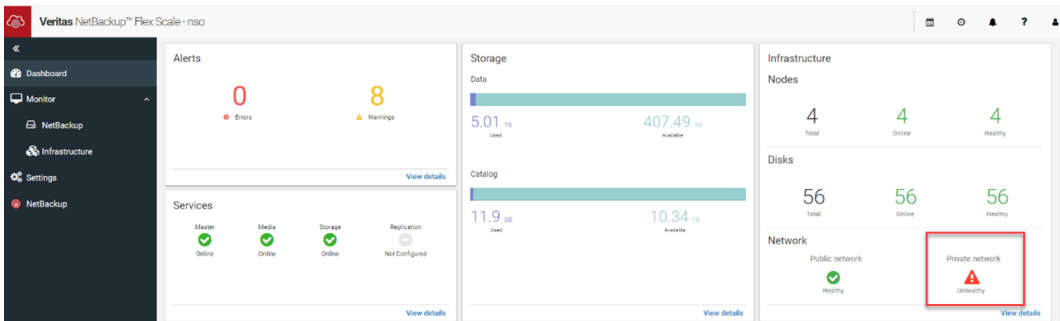 Veritas NetBackup™ Flex Scale - nso
?
Dashboard
Monitor
NetBackup
Infrastructure
Settings
NetBackup
Alerts
0 8
Errors Warnings
View details
Services
Master Media Storage Replication
Online Online Online Not Configured
View details
Storage
Data
5.01 TB 407.49 TB
Used Available
Catalog
11.9 GB 10.34 TB
Used Available
View details
Infrastructure
Nodes
4 4 4
Total Online Healthy
Disks
56 56 56
Total Online Healthy
Network
Public network Private network
Healthy Unhealthy
View details